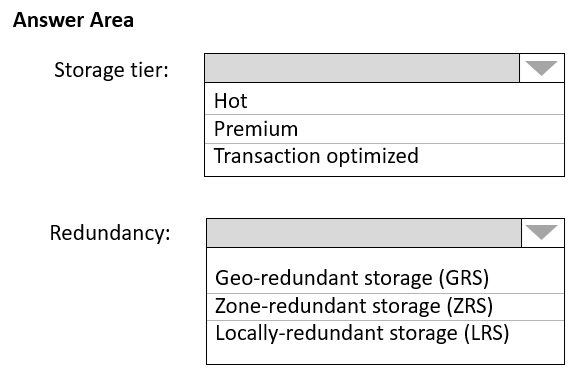 Answer Area
Storage tier:
Hot
Premium
Transaction optimized
Redundancy:
Geo-redundant storage (GRS)
Zone-redundant storage (ZRS)
Locally-redundant storage (LRS)